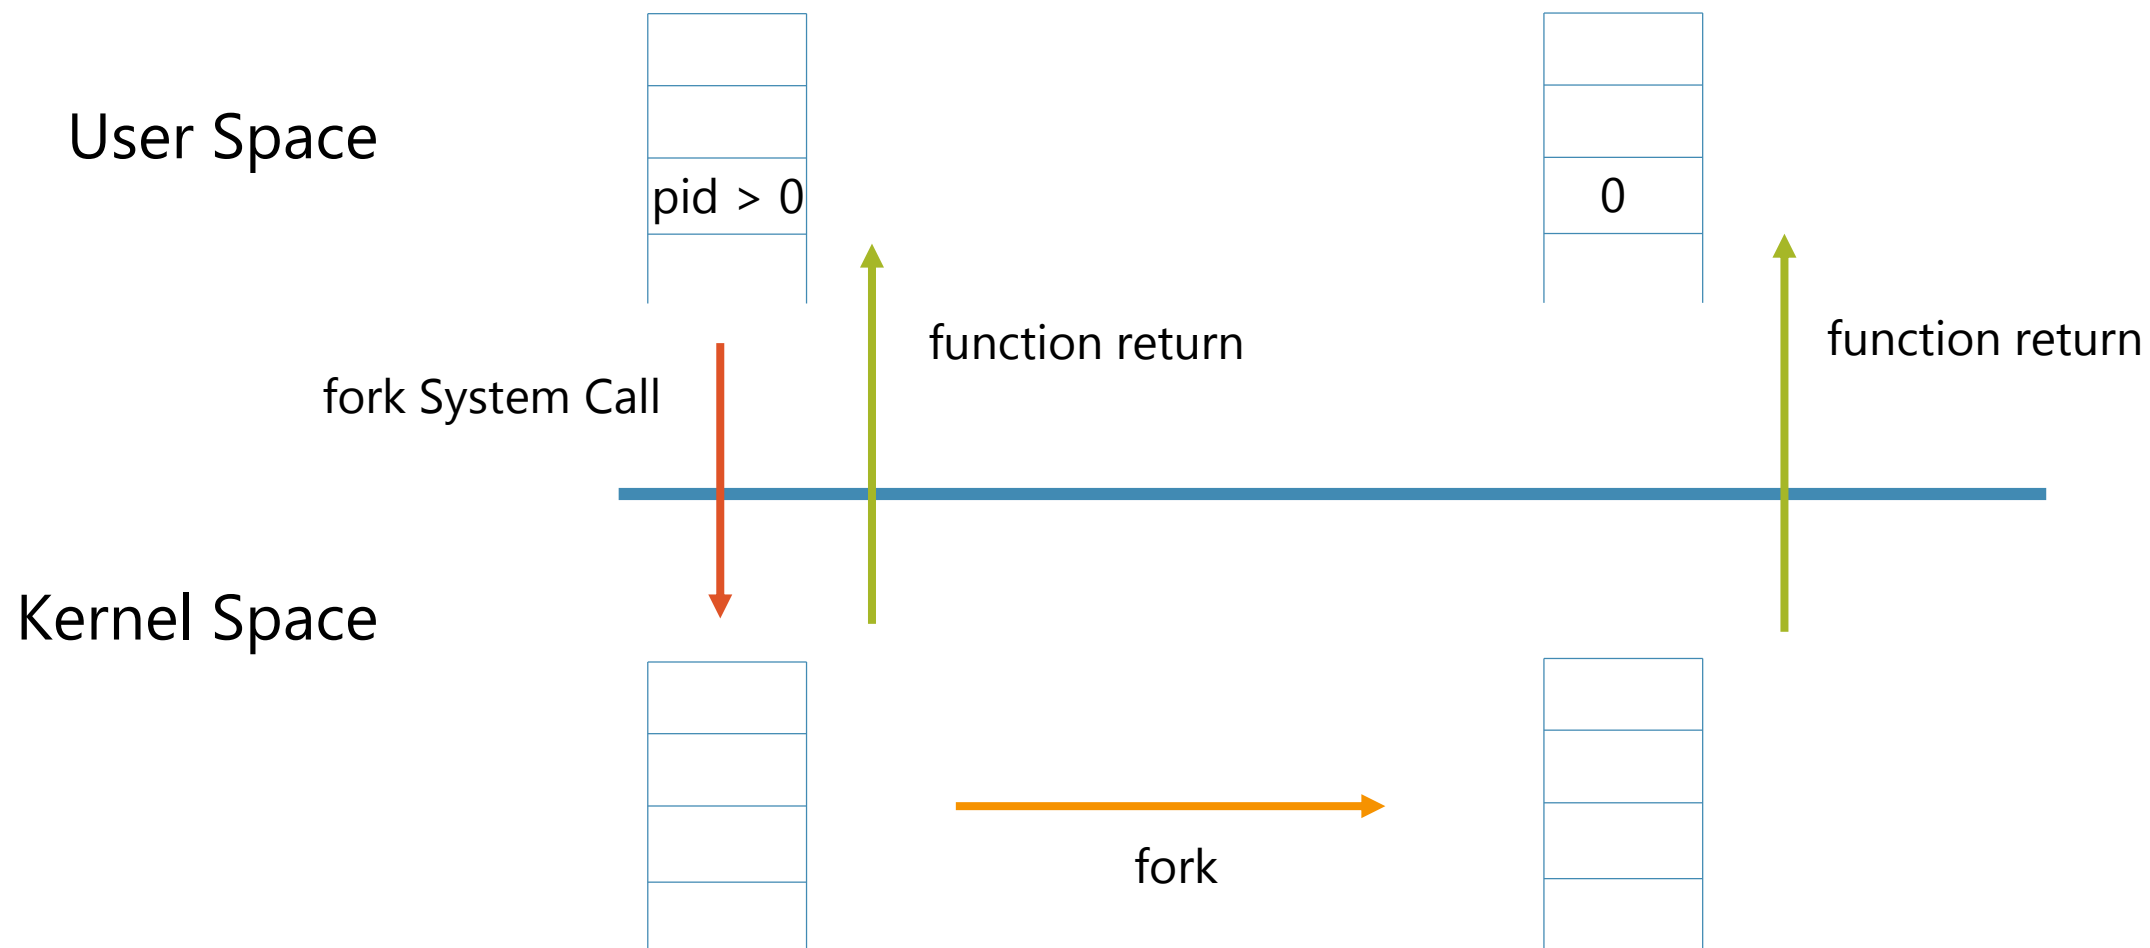 User Space
pid > 0
0
function return
function return
fork System Call
Kernel Space
fork